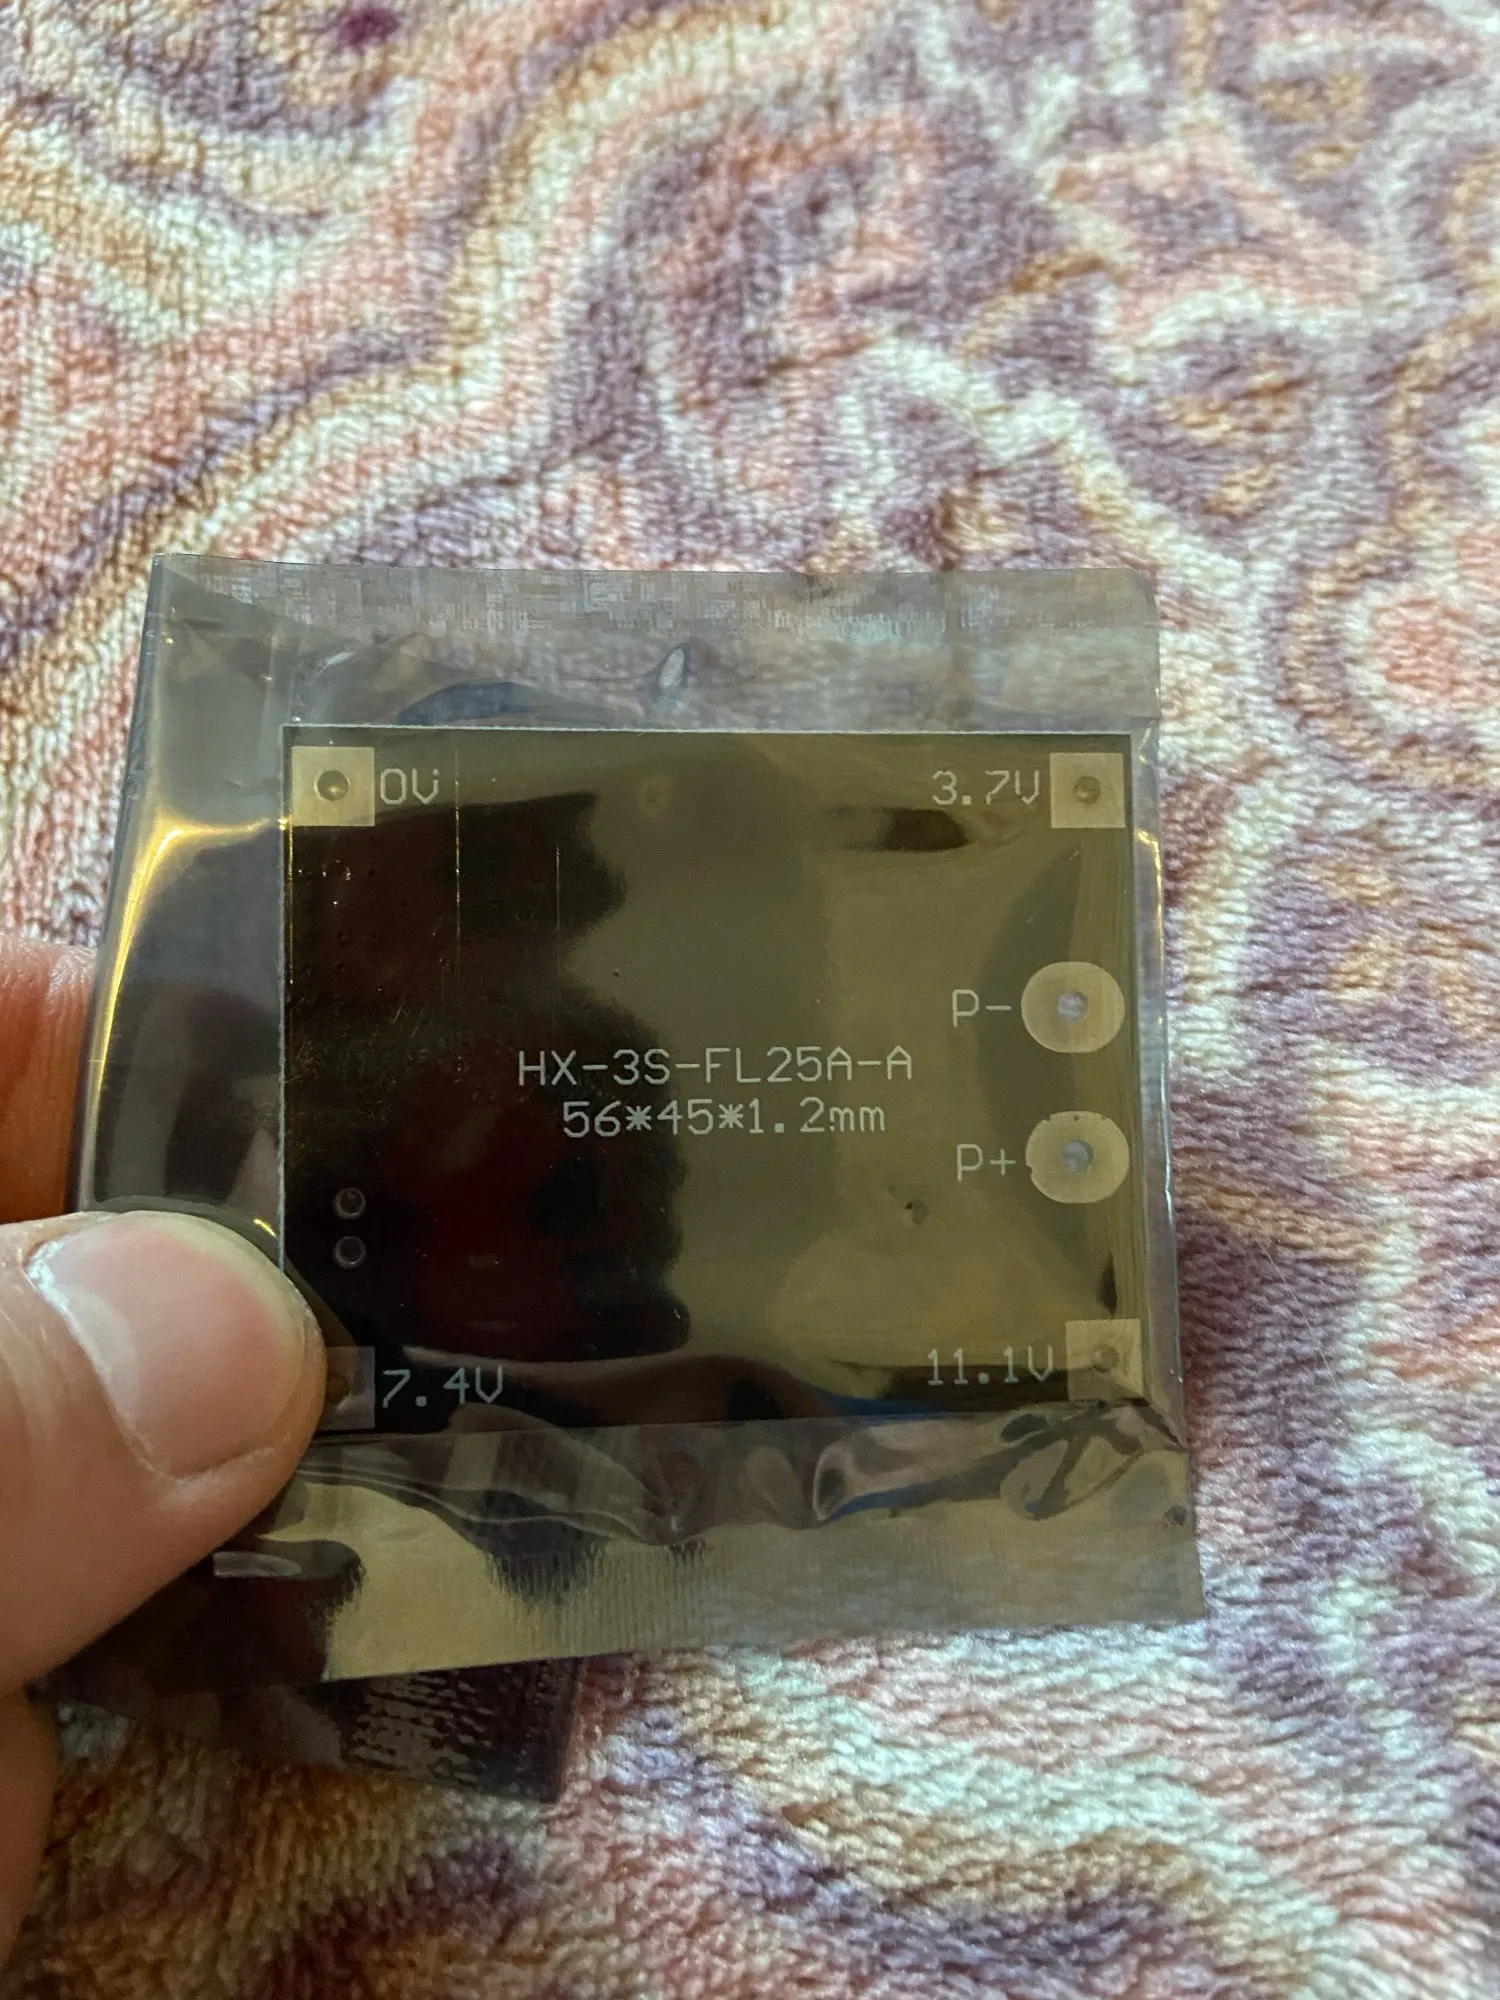 0V
3.7V
P-
HX-3S-FL25A-A
56*45*1.2mm
P+
7.4V
11.1V